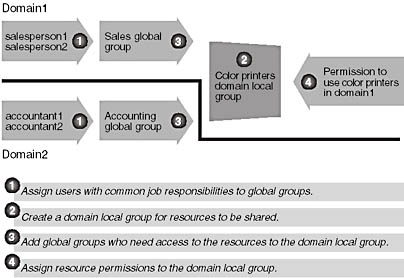 Domain1
salesperson1
salesperson2
1
Sales global
group
3
2
Color printers
domain local
group
4
Permission to
use color printers
in domain1
accountant1
accountant2
1
Accounting
global group
3
Domain2
1 Assign users with common job responsibilities to global groups.
2 Create a domain local group for resources to be shared.
3 Add global groups who need access to the resources to the domain local group.
4 Assign resource permissions to the domain local group.